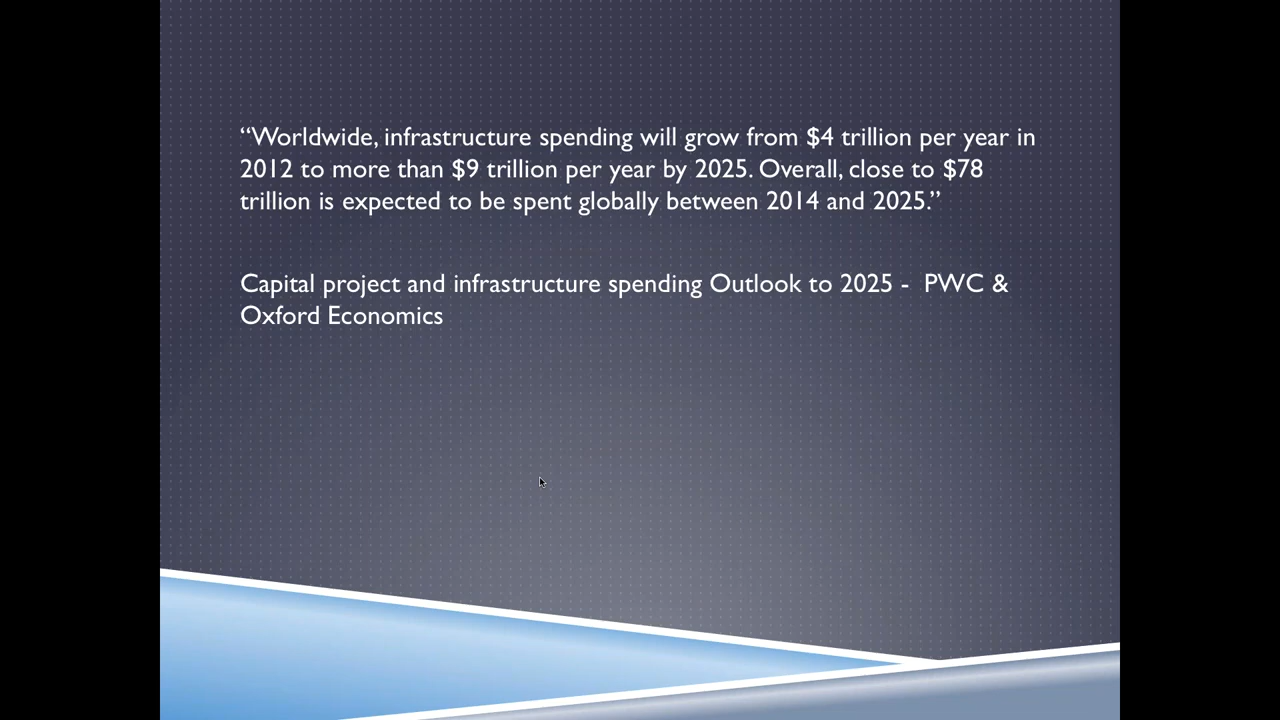 “Worldwide, infrastructure spending will grow from $4 trillion per year in
2012 to more than $9 trillion per year by 2025. Overall, close to $78
trillion is expected to be spent globally between 2014 and 2025.”
Capital project and infrastructure spending Outlook to 2025 -  PWC &
Oxford Economics